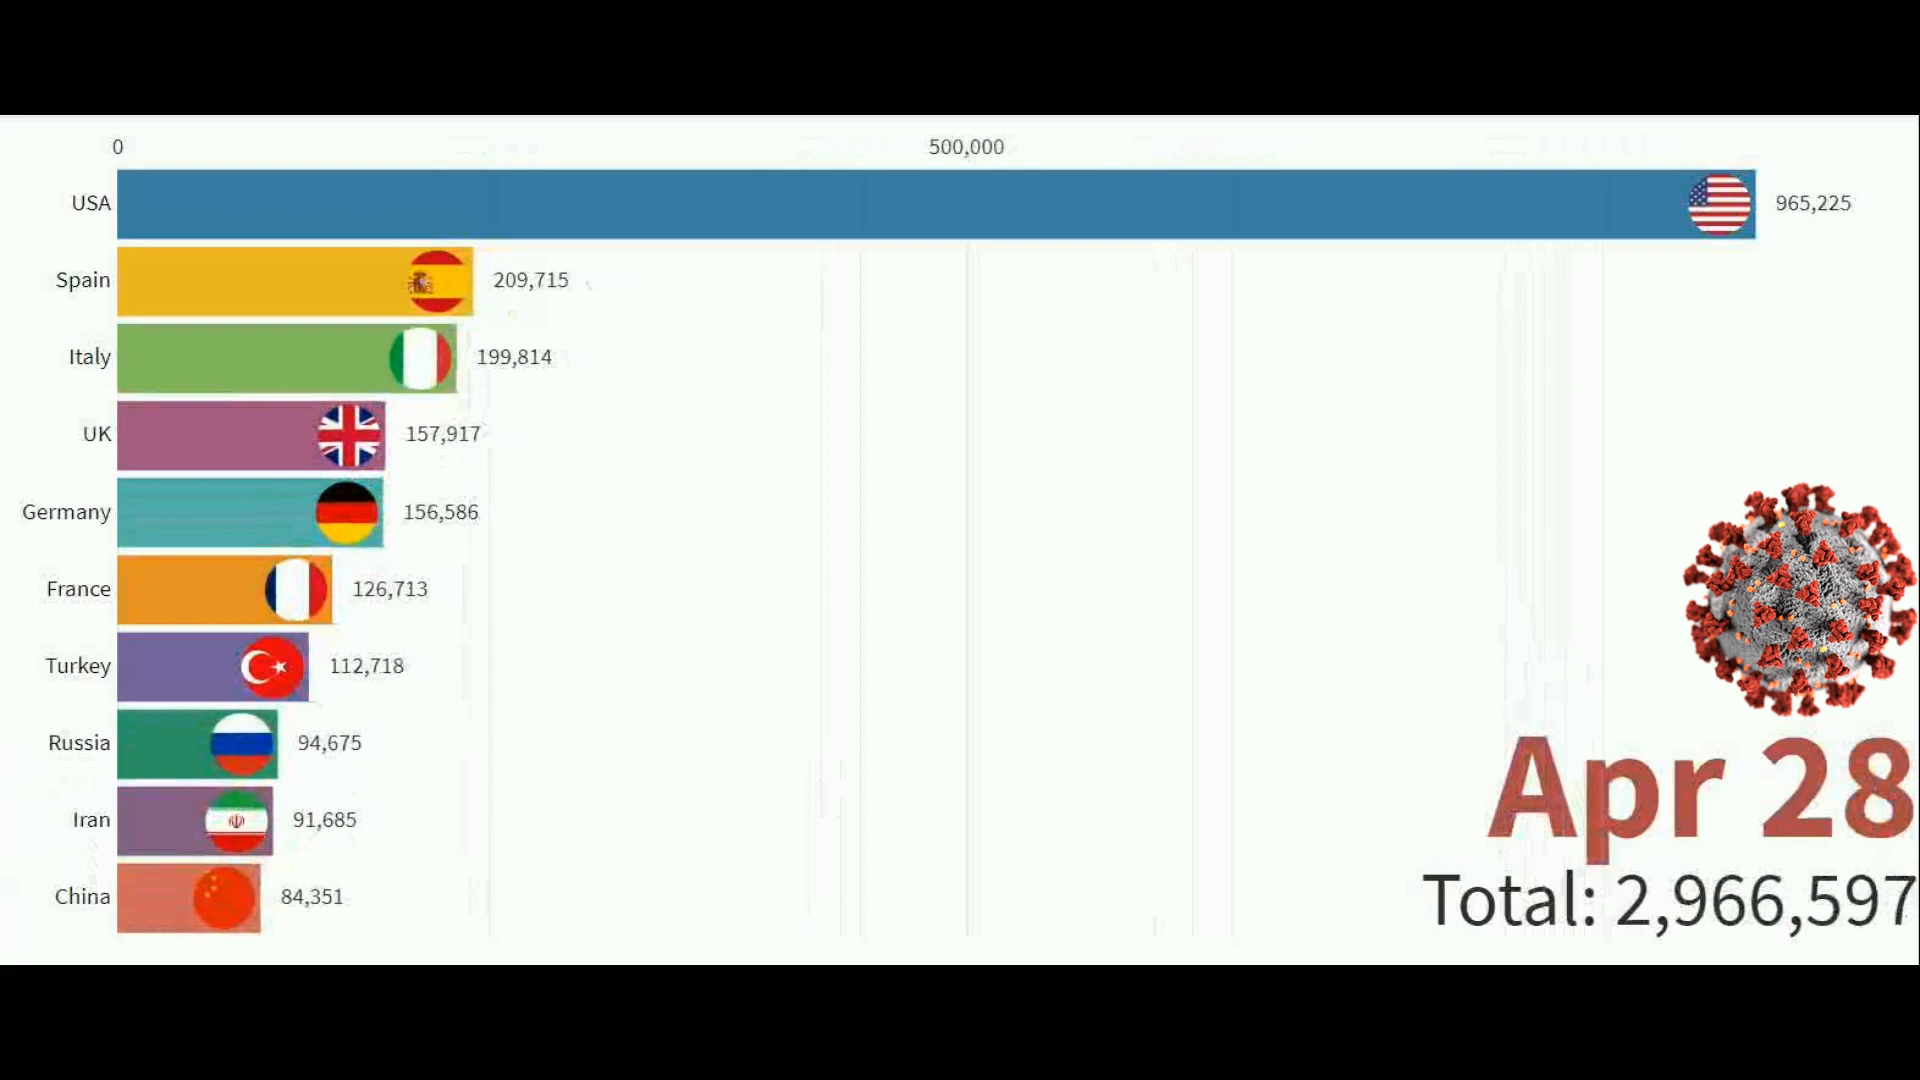 0 500,000
USA 965,225
Spain 209,715
Italy 199,814
UK 157,917
Germany 156,586
France 126,713
Turkey 112,718
Russia 94,675
Iran 91,685
China 84,351
Apr 28
Total: 2,966,597